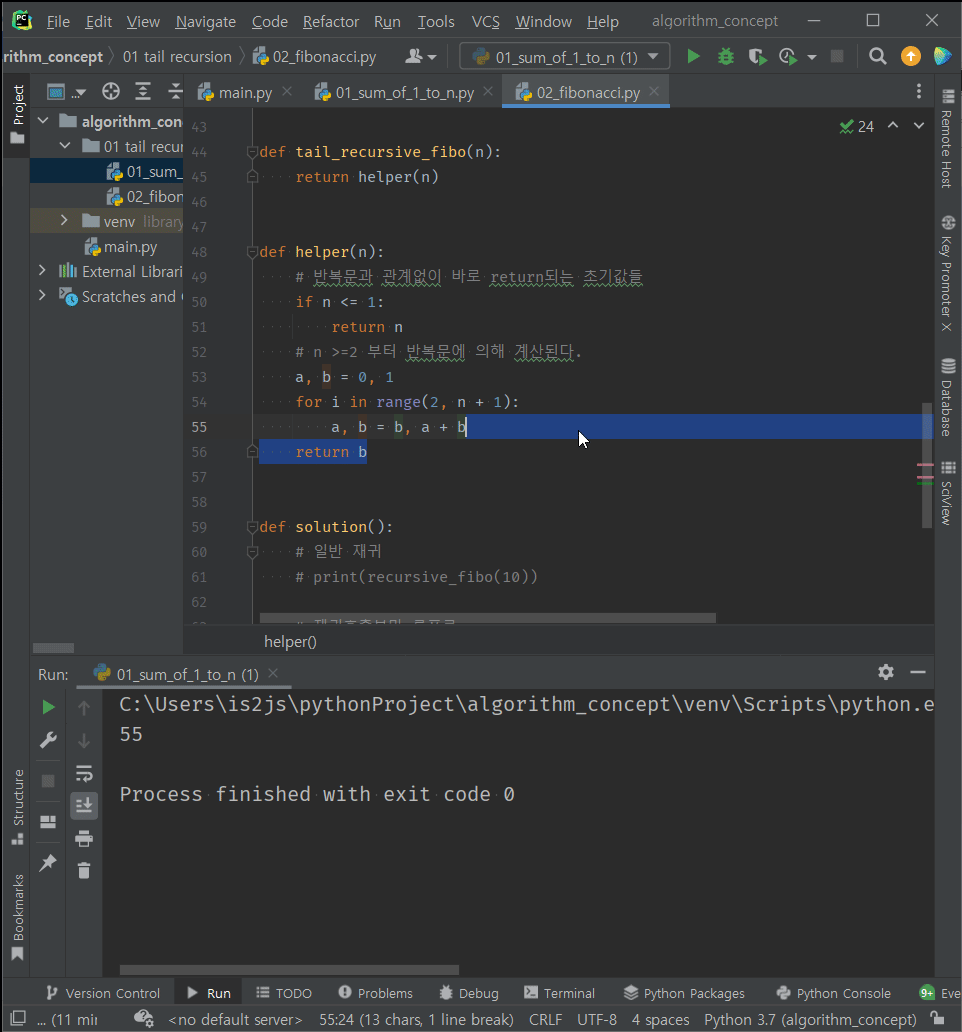 PC File Edit View Navigate Code Refactor Run Tools VCS Window Help algorithm_concept
rithm_concept 01 tail recursion 02_fibonacci.py 01_sum_of_1_to_n (1)
Project
main.py 01_sum_of_1_to_n.py 02_fibonacci.py
algorithm_con
01 tail recur
01_sum_
02_fibon
venv library
main.py
External Librari
Scratches and
24
43
44 def tail_recursive_fibo(n):
45 return helper(n)
46
47
48 def helper(n):
49 # 반복문과 관계없이 바로 return되는 초기값들
50 if n <= 1:
51 return n
52 # n >=2 부터 반복문에 의해 계산된다.
53 a, b = 0, 1
54 for i in range(2, n + 1):
55 a, b = b, a + b
56 return b
57
58
59 def solution():
60 # 일반 재귀
61 # print(recursive_fibo(10))
62
helper()
Remote Host
Key Promoter X
Database
SciView
Run: 01_sum_of_1_to_n (1)
C:\Users\is2js\pythonProject\algorithm_concept\venv\Scripts\python.e
55
Process finished with exit code 0
Structure
Bookmarks
Version Control Run TODO Problems Debug Terminal Python Packages Python Console 9+ Eve
... (11 min <no default server> 55:24 (13 chars, 1 line break) CRLF UTF-8 4 spaces Python 3.7 (algorithm_concept)